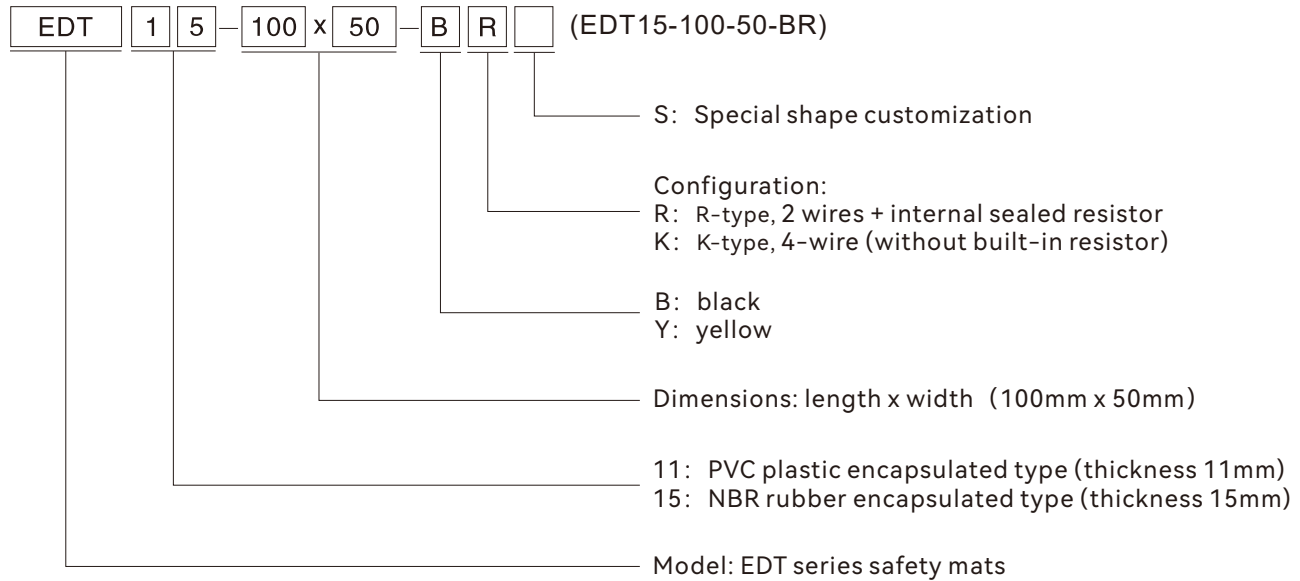 EDT 1 5 — 100 x 50 — B R (EDT15-100-50-BR)
S: Special shape customization
Configuration:
R: R-type, 2 wires + internal sealed resistor
K: K-type, 4-wire (without built-in resistor)
B: black
Y: yellow
Dimensions: length x width (100mm x 50mm)
11: PVC plastic encapsulated type (thickness 11mm)
15: NBR rubber encapsulated type (thickness 15mm)
Model: EDT series safety mats